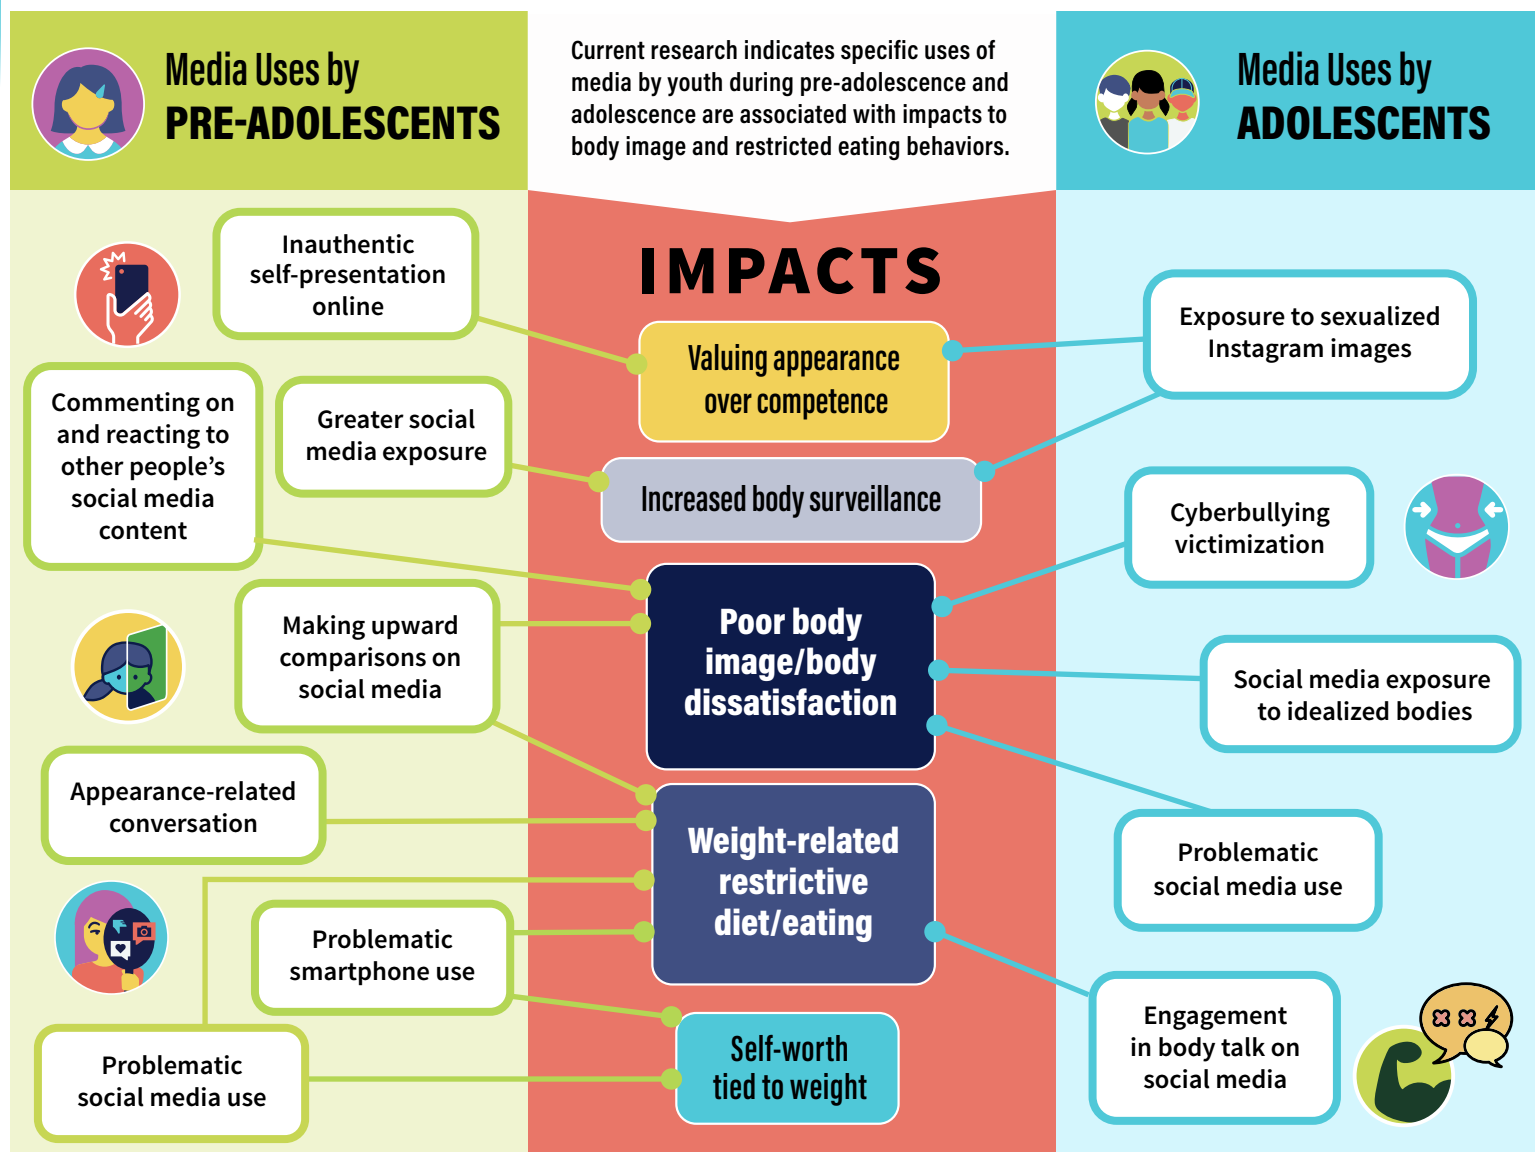 Media Uses by
PRE-ADOLESCENTS
Current research indicates specific uses of
media by youth during pre-adolescence and
adolescence are associated with impacts to
body image and restricted eating behaviors.
Media Uses by
ADOLESCENTS
Inauthentic
self-presentation
online
Commenting on
and reacting to
other people’s
social media
content
Greater social
media exposure
Making upward
comparisons on
social media
Appearance-related
conversation
Problematic
smartphone use
Problematic
social media use
IMPACTS
Valuing appearance
over competence
Increased body surveillance
Poor body
image/body
dissatisfaction
Weight-related
restrictive
diet/eating
Self-worth
tied to weight
Exposure to sexualized
Instagram images
Cyberbullying
victimization
Social media exposure
to idealized bodies
Problematic
social media use
Engagement
in body talk on
social media